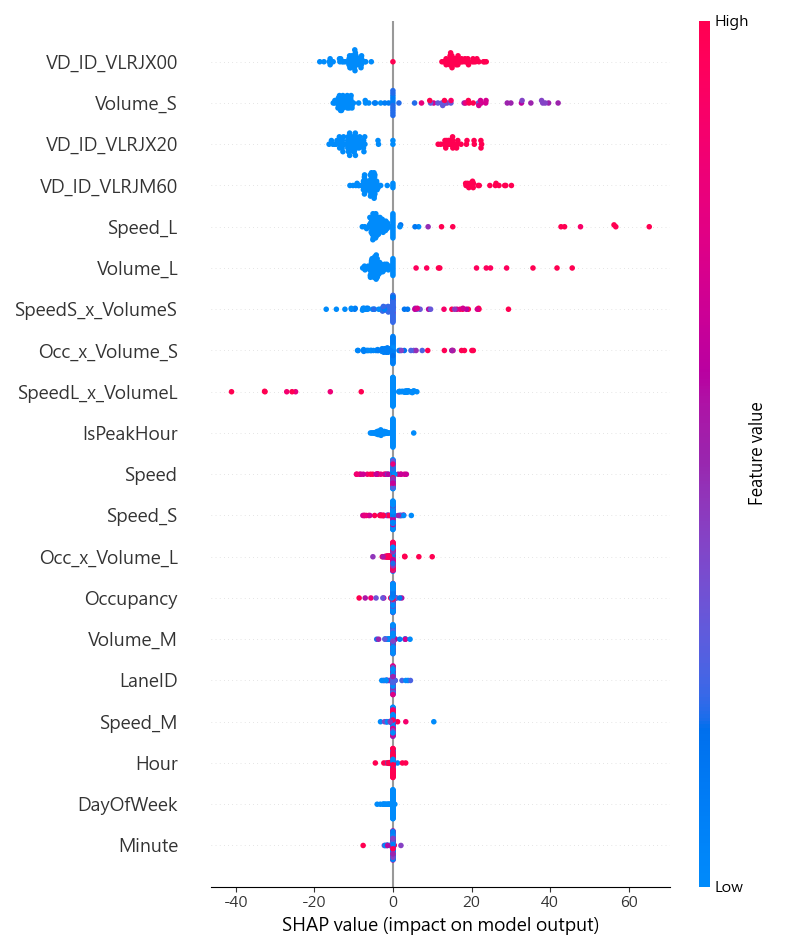 High
VD_ID_VLRJX00
Volume_S
VD_ID_VLRJX20
VD_ID_VLRJM60
Speed_L
Volume_L
SpeedS_x_VolumeS
Occ_x_Volume_S
SpeedL_x_VolumeL
IsPeakHour
Speed
Speed_S
Occ_x_Volume_L
Occupancy
Volume_M
LaneID
Speed_M
Hour
DayOfWeek
Minute
Feature value
Low
-40 -20 0 20 40 60
SHAP value (impact on model output)